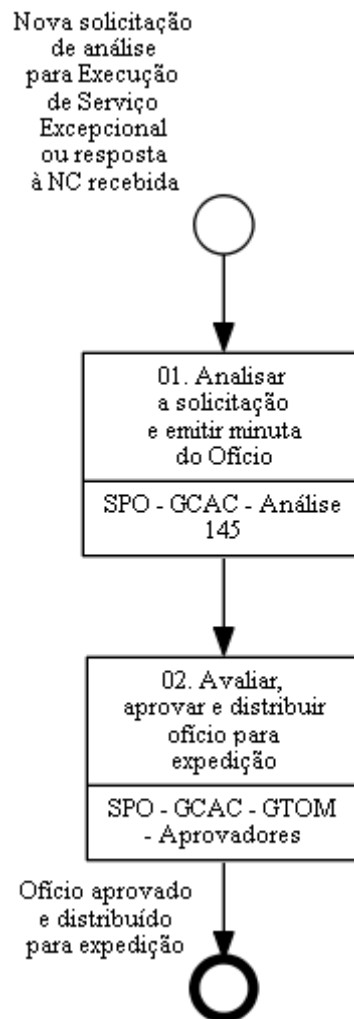 Nova solicitação
de análise
para Execução
de Serviço
Excepcional
ou resposta
à NC recebida
01. Analisar
a solicitação
e emitir minuta
do Ofício
SPO - GCAC - Análise
145
02. Avaliar,
aprovar e distribuir
ofício para
expedição
SPO - GCAC - GTOM
- Aprovadores
Ofício aprovado
e distribuído
para expedição